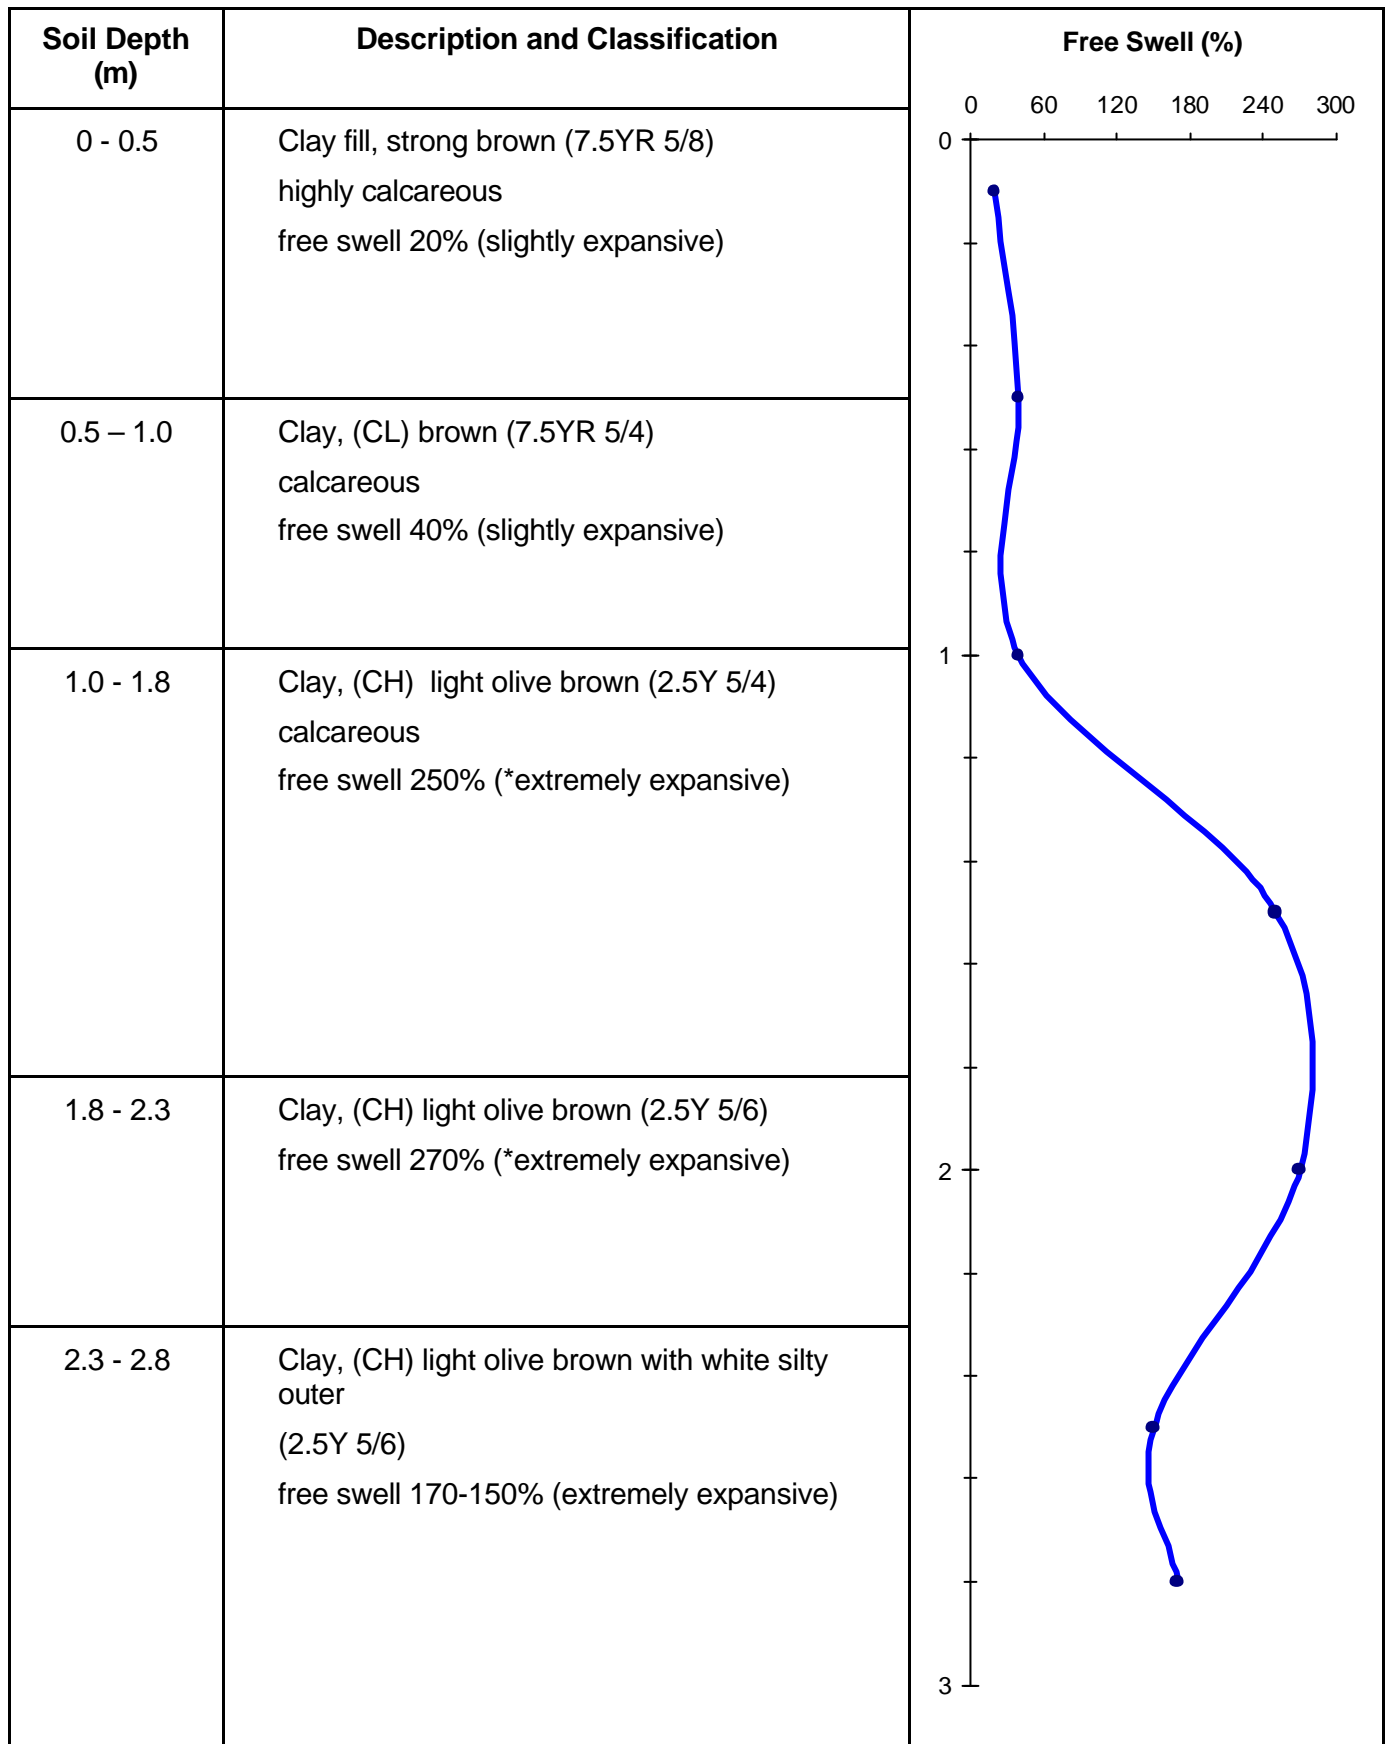 Soil Depth
(m)
Description and Classification
Free Swell (%)
0 60 120 180 240 300
0
1
2
3
0 - 0.5
Clay fill, strong brown (7.5YR 5/8)
highly calcareous
free swell 20% (slightly expansive)
0.5 – 1.0
Clay, (CL) brown (7.5YR 5/4)
calcareous
free swell 40% (slightly expansive)
1.0 - 1.8
Clay, (CH)  light olive brown (2.5Y 5/4)
calcareous
free swell 250% (*extremely expansive)
1.8 - 2.3
Clay, (CH) light olive brown (2.5Y 5/6)
free swell 270% (*extremely expansive)
2.3 - 2.8
Clay, (CH) light olive brown with white silty
outer
(2.5Y 5/6)
free swell 170-150% (extremely expansive)